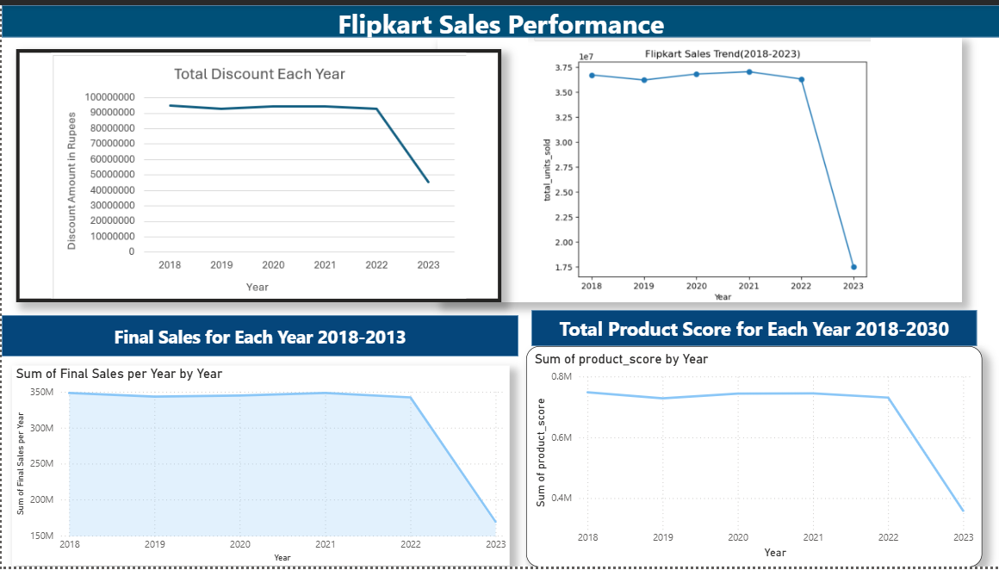 Flipkart Sales Performance
Total Discount Each Year
Discount Amount in Rupees
100000000
90000000
80000000
70000000
60000000
50000000
40000000
30000000
20000000
10000000
0
2018 2019 2020 2021 2022 2023
Year
Flipkart Sales Trend(2018-2023)
1e7
total_units_sold
3.75
3.50
3.25
3.00
2.75
2.50
2.25
2.00
1.75
2018 2019 2020 2021 2022 2023
Year
Final Sales for Each Year 2018-2013
Sum of Final Sales per Year by Year
Sum of Final Sales per Year
350M
300M
250M
200M
150M
2018 2019 2020 2021 2022 2023
Year
Total Product Score for Each Year 2018-2030
Sum of product_score by Year
Sum of product_score
0.8M
0.6M
0.4M
2018 2019 2020 2021 2022 2023
Year